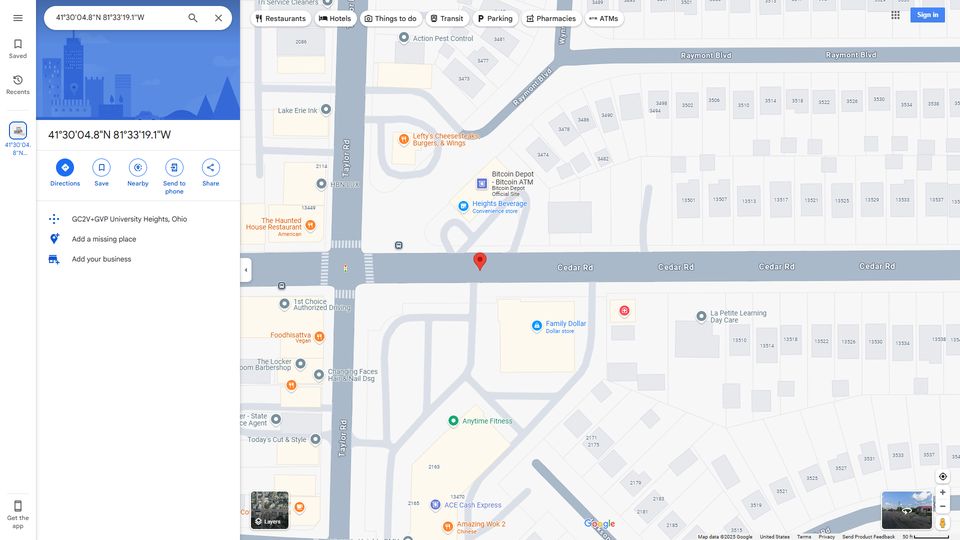 41°30'04.8"N 81°33'19.1"W
Saved
Recents
41°30'04.
8"N...
41°30'04.8"N 81°33'19.1"W
Directions
Save
Nearby
Send to
phone
Share
GC2V+GVP University Heights, Ohio
Add a missing place
Add your business
Get the
app
Restaurants
Hotels
Things to do
Transit
Parking
Pharmacies
ATMs
Sign in
Tri Service Cleaners
2086
Action Pest Control
3477
3481
3473
Raymont Blvd
Raymont Blvd
Raymont Blvd
Lake Erie Ink
Taylor Rd
Lefty's Cheesesteaks,
Burgers, & Wings
3478
3486
3490
3494
3498
3502
3506
3510
3514
3518
3522
3526
3530
3534
3538
3474
3482
2114
Bitcoin Depot
- Bitcoin ATM
Bitcoin Depot
Official Site
Heights Beverage
Convenience store
13449
The Haunted
House Restaurant
American
13501
13507
13513
13517
13529
Cedar Rd
Cedar Rd
Cedar Rd
Cedar Rd
1st Choice
Authorized Driving
Foodhisattva
Vegan
Family Dollar
Dollar store
La Petite Learning
Day Care
13510
13514
13518
13522
13526
13530
13534
13538
The Locker
oom Barbershop
Changing Faces
Hair & Nail Dsg
er - State
ce Agent
Today's Cut & Style
Taylor Rd
Anytime Fitness
2163
2171
2175
2179
2165
13470
ACE Cash Express
Amazing Wok 2
Chinese
2181
3513
3527
3531
3533
3537
Layers
Google
Map data ©2025 Google
United States
Terms
Privacy
Send Product Feedback
50 ft